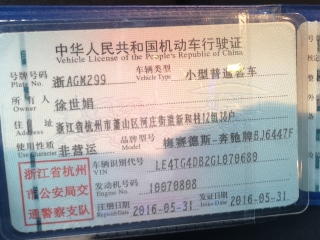 中华人民共和国机动车行驶证
Vehicle License of the People's Republic of China
号牌号码 浙AGM299 车辆类型 小型普通客车
Plate No. Vehicle Type
所有人 徐世娟
Owner
住址 浙江省杭州市萧山区河庄街道新和村12组38户
Address
使用性质 非营运 品牌型号 梅赛德斯-奔驰牌BJ6447F
Use Character Model
浙江省杭州市公安局交通警察支队
车辆识别代号
VIN
发动机号码 10070808
Engine No.
注册日期 2016-05-31 发证日期 2016-05-31
Register Date Issue Date